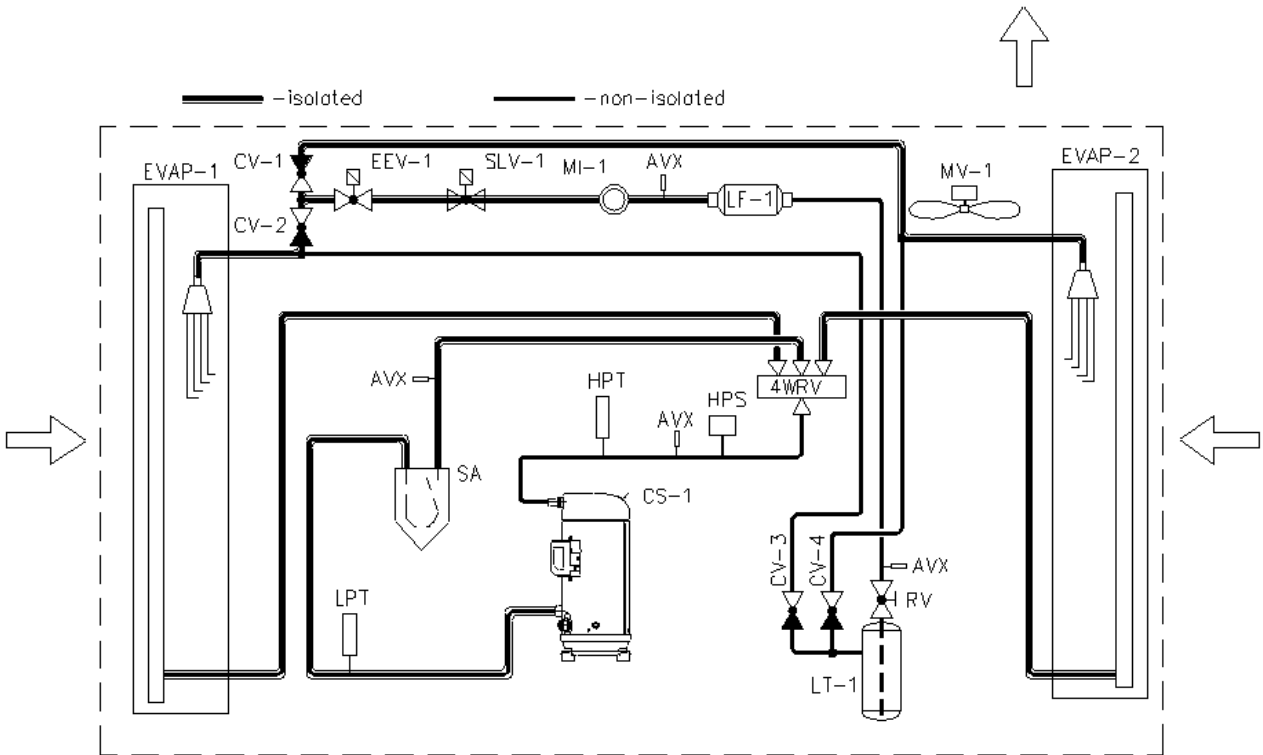 -isolated
-non-isolated
EVAP-1
CV-1
EEV-1
SLV-1
MI-1
AVX
LF-1
MV-1
EVAP-2
CV-2
4WRV
AVX
HPT
AVX
HPS
SA
CS-1
CV-3
CV-4
AVX
RV
LPT
LT-1